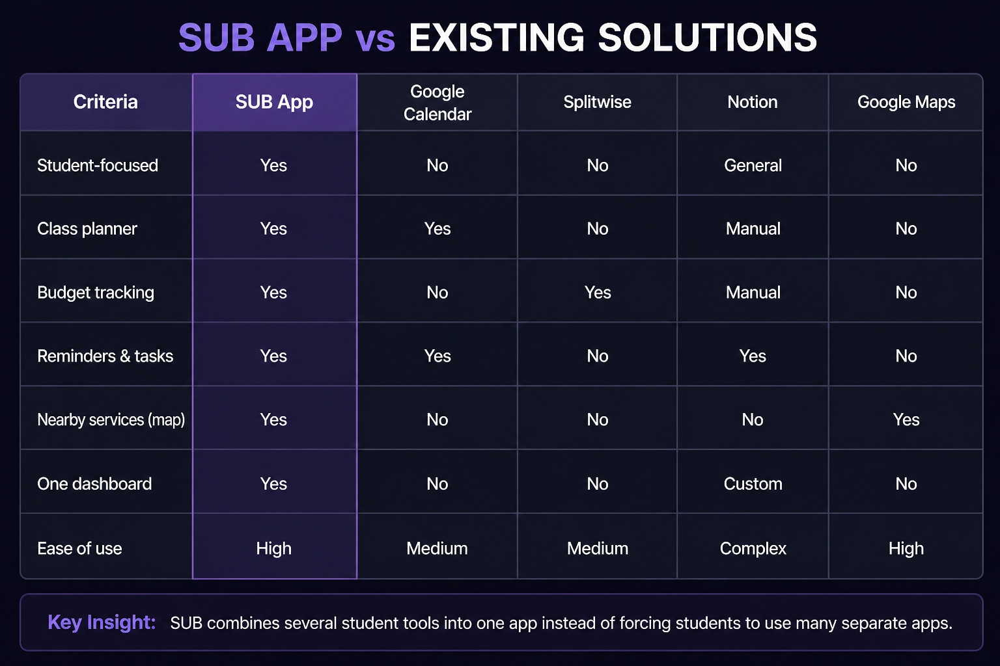 SUB APP vs EXISTING SOLUTIONS
Criteria SUB App Google Calendar Splitwise Notion Google Maps
Student-focused Yes No No General No
Class planner Yes Yes No Manual No
Budget tracking Yes No Yes Manual No
Reminders & tasks Yes Yes No Yes No
Nearby services (map) Yes No No No Yes
One dashboard Yes No No Custom No
Ease of use High Medium Medium Complex High
Key Insight: SUB combines several student tools into one app instead of forcing students to use many separate apps.